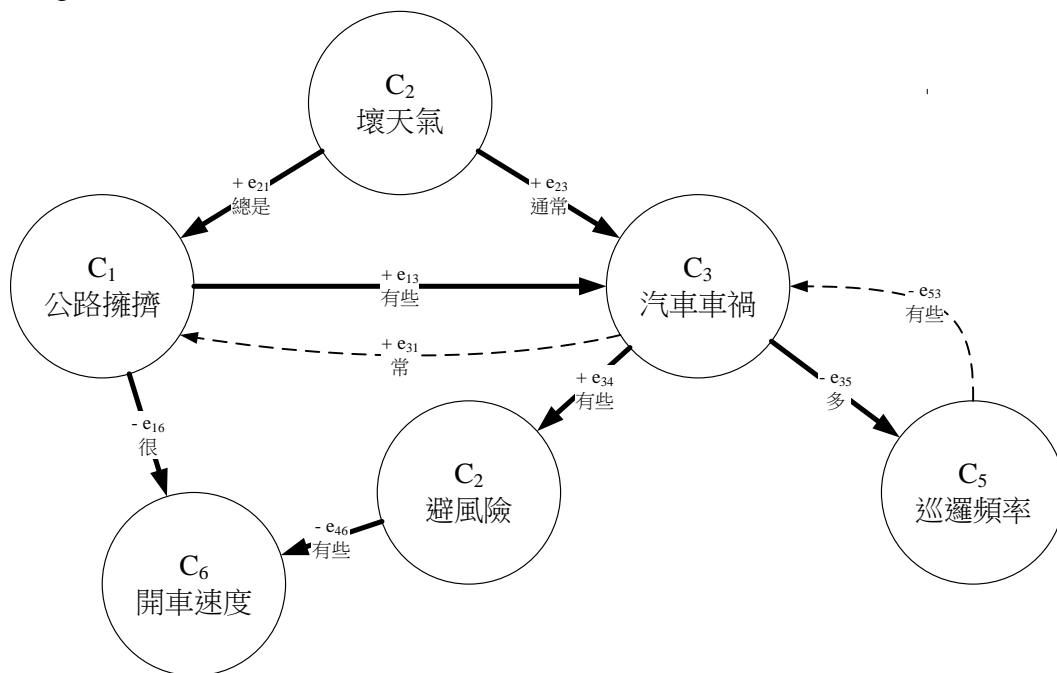 C₂
壞天氣
+ e₂₁
總是
+ e₂₃
通常
C₁
公路擁擠
+ e₁₃
有些
C₃
汽車車禍
- e₅₃
有些
+ e₃₁
常
+ e₃₄
有些
- e₃₅
多
- e₁₆
很
C₂
避風險
C₅
巡邏頻率
- e₄₆
有些
C₆
開車速度